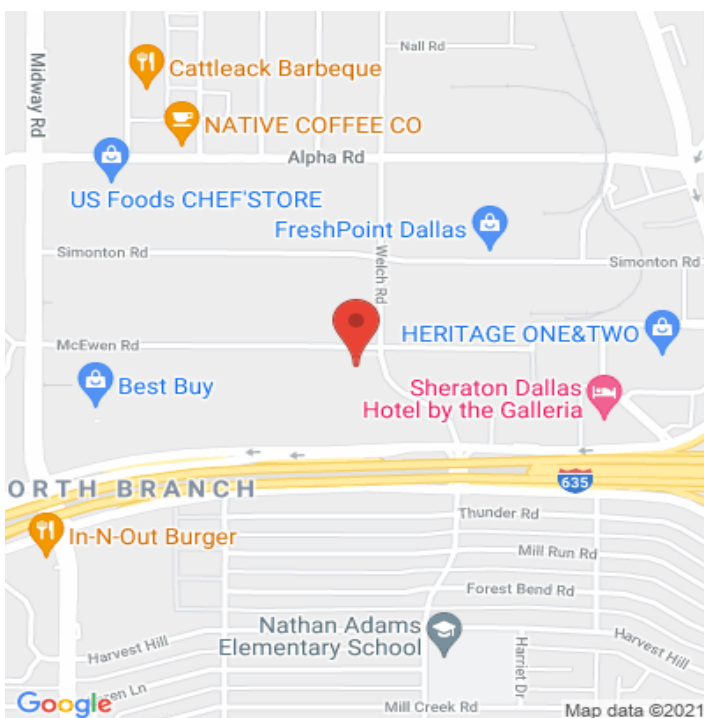 Nall Rd
Midway Rd
Cattleack Barbeque
NATIVE COFFEE CO
Alpha Rd
US Foods CHEF'STORE
FreshPoint Dallas
Simonton Rd
Welch Rd
Simonton Rd
McEwen Rd
HERITAGE ONE&TWO
Best Buy
Sheraton Dallas
Hotel by the Galleria
635
ORTH BRANCH
Thunder Rd
In-N-Out Burger
Mill Run Rd
Forest Bend Rd
Nathan Adams
Elementary School
Harvest Hill
Harriet Dr
Harvest Hill
en Ln
Google
Mill Creek Rd
Map data ©2021